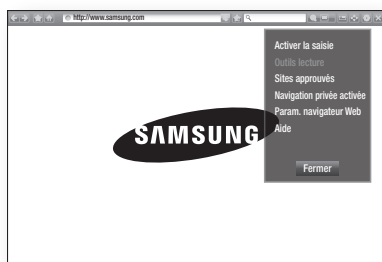 http://www.samsung.com
SAMSUNG
Activer la saisie
Outils lecture
Sites approuvés
Navigation privée activée
Param. navigateur Web
Aide
Fermer